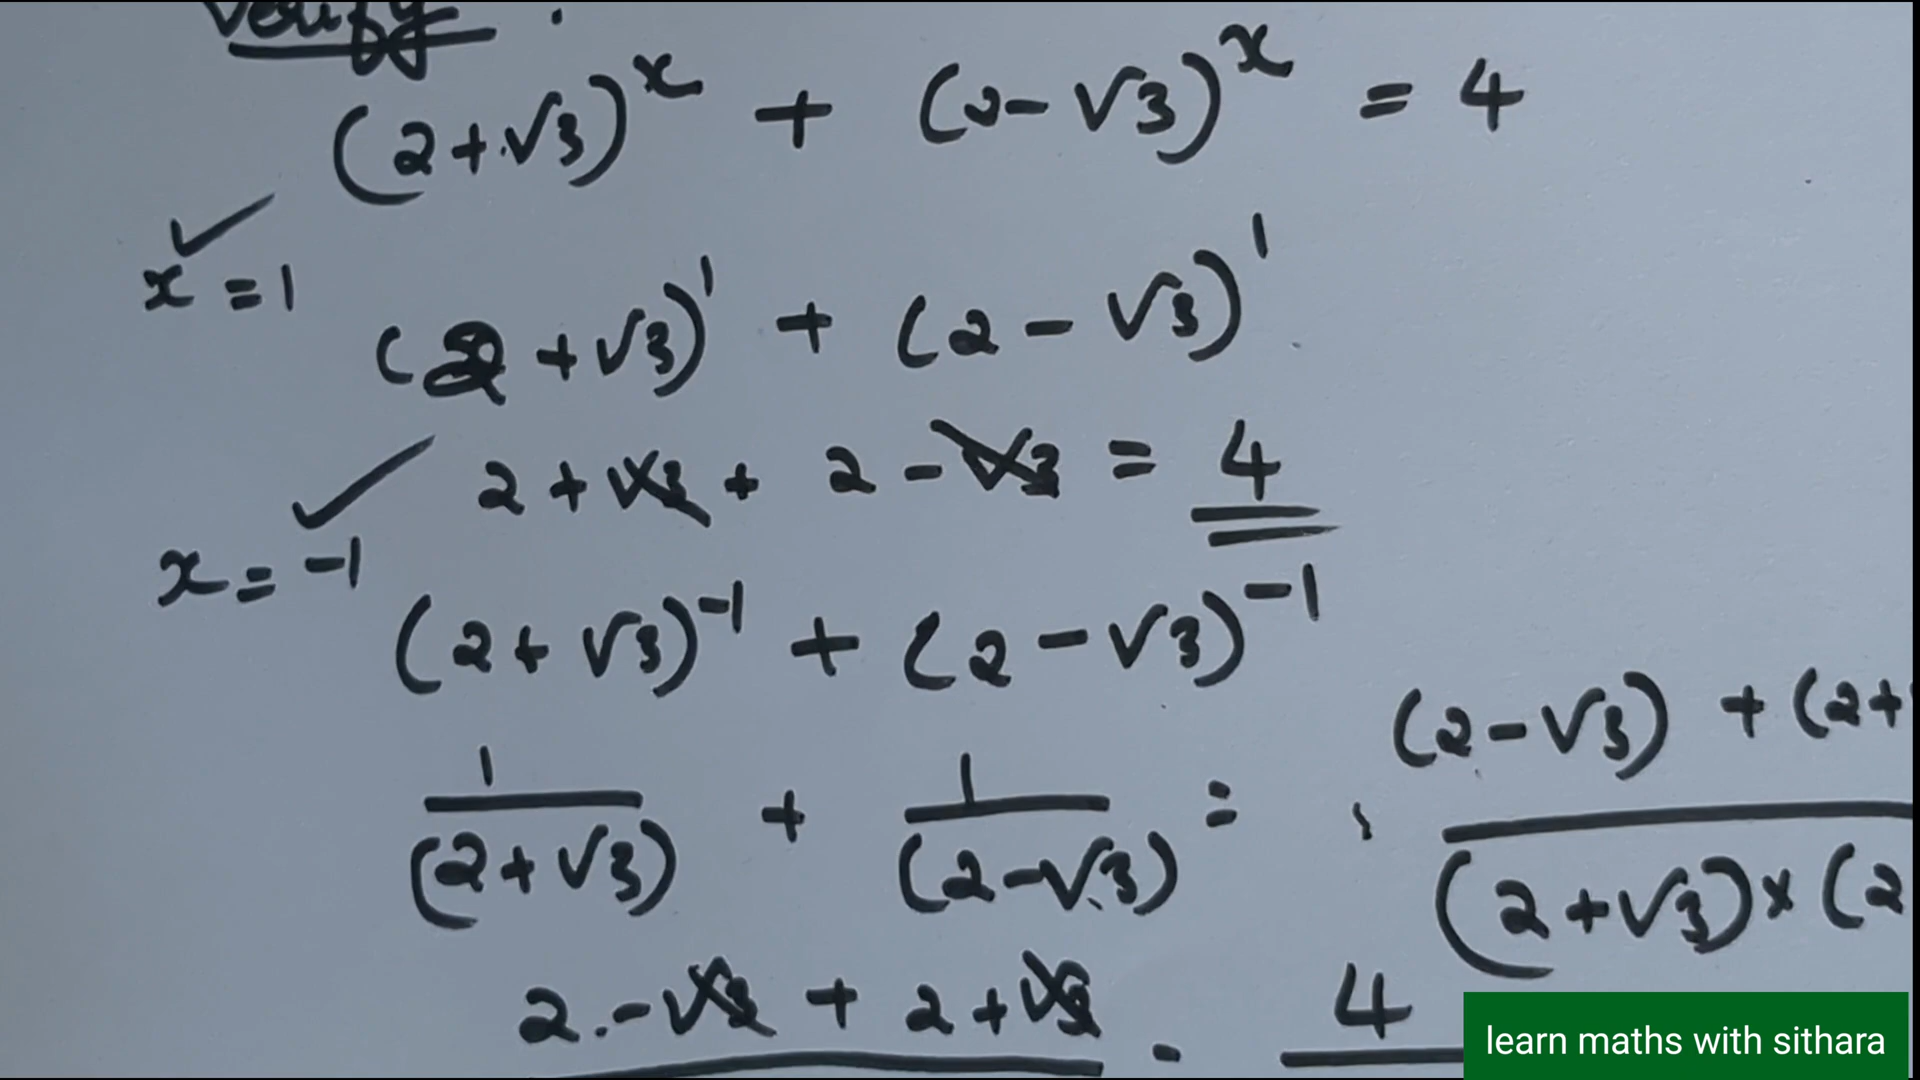 Verify :
(2+√3)^x + (2-√3)^x = 4
✓
x = 1
(2 + √3)^1 + (2 - √3)^1
2 + √3 + 2 - √3 = 4
✓
x = -1
(2 + √3)^-1 + (2 - √3)^-1
1/(2+√3) + 1/(2-√3) = (2-√3) + (2+ / (2+√3)×(2
2 - √3 + 2 + √3 4
learn maths with sithara